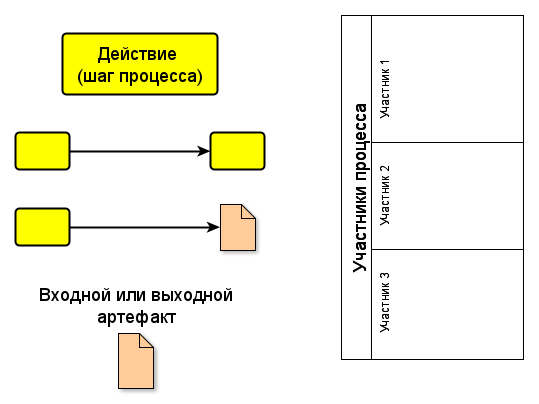 Действие
(шаг процесса)
Входной или выходной
артефакт
Участники процесса
Участник 1
Участник 2
Участник 3